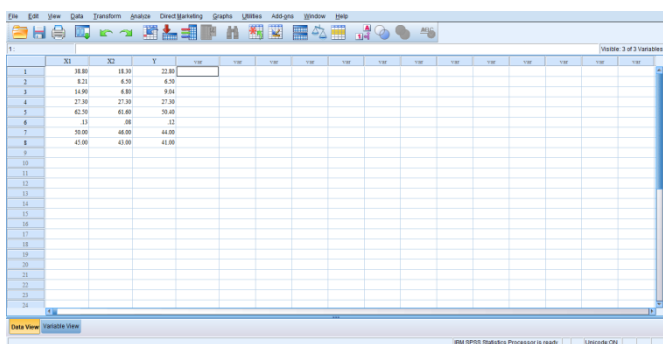 File Edit View Data Transform Analyze Direct Marketing Graphs Utilities Add-ons Window Help
1 : Visible: 3 of 3 Variables
X1 X2 Y var var var var var var var var var var var var var
1 38.80 18.30 22.80
2 8.21 6.50 6.50
3 14.90 6.80 9.04
4 27.30 27.30 27.30
5 62.50 61.60 50.40
6 .13 .08 .12
7 50.00 46.00 44.00
8 45.00 43.00 41.00
9
10
11
12
13
14
15
16
17
18
19
20
21
22
23
24
Data View Variable View
IBM SPSS Statistics Processor is ready Unicode:ON